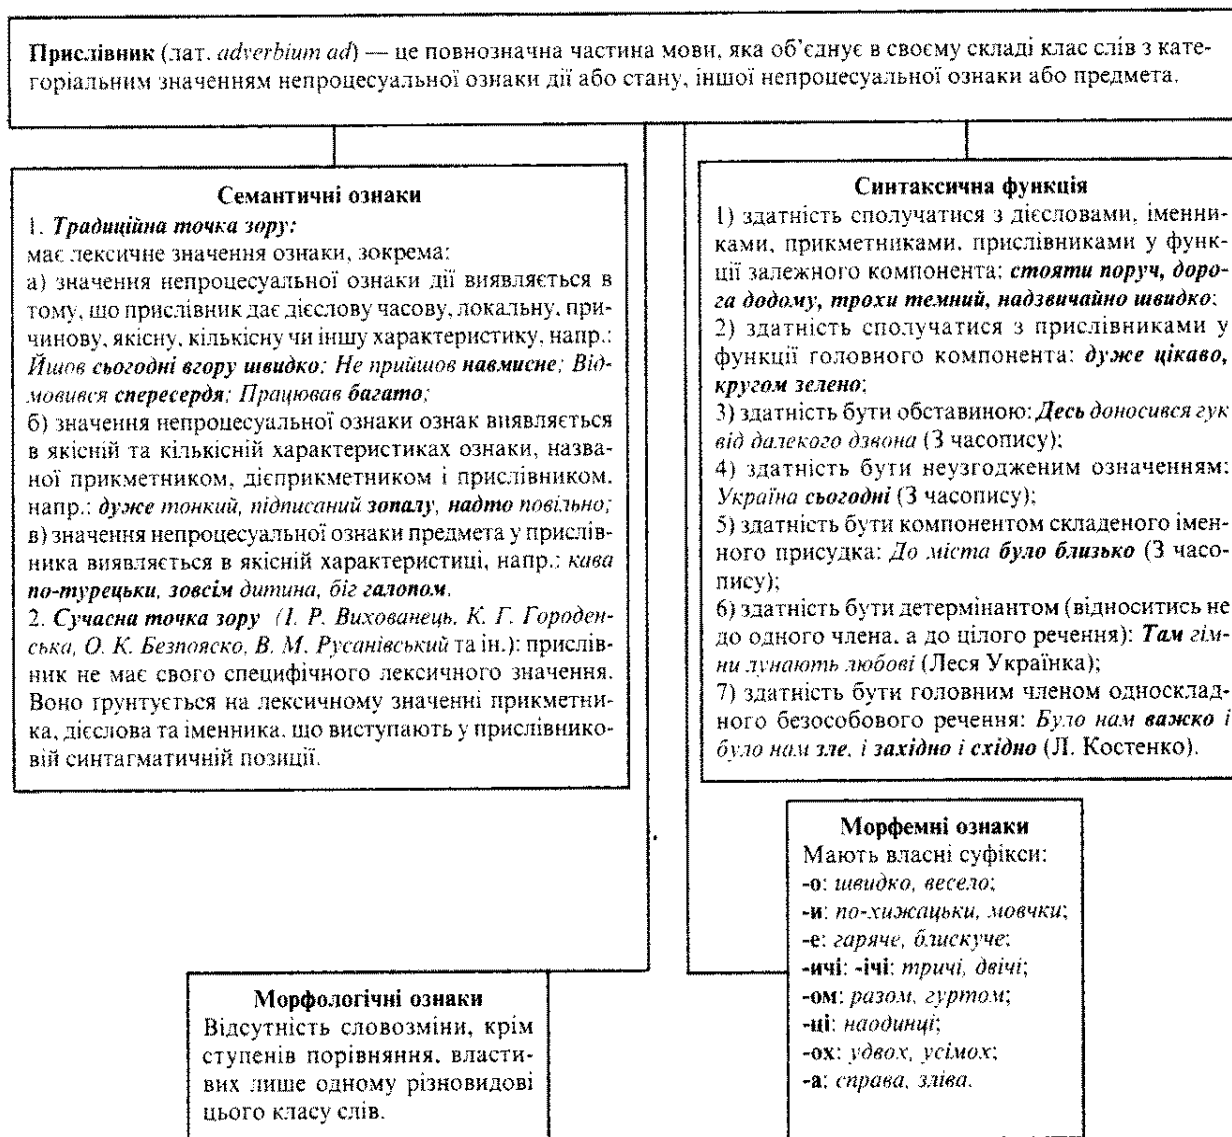 Прислівник (лат. adverbium ad) — це повнозначна частина мови, яка об’єднує в своєму складі клас слів з кате-
горіальним значенням непроцесуальної ознаки дії або стану, іншої непроцесуальної ознаки або предмета.
Семантичні ознаки
1. Традиційна точка зору:
має лексичне значення ознаки, зокрема:
а) значення непроцесуальної ознаки дії виявляється в
тому, що прислівник дає дієслову часову, локальну, при-
чинову, якісну, кількісну чи іншу характеристику, напр.:
Йшов сьогодні вгору швидко; Не прийшов навмисне; Від-
мовився спересердя; Працював багато;
б) значення непроцесуальної ознаки ознак виявляється
в якісній та кількісній характеристиках ознаки, назва-
ної прикметником, дієприкметником і прислівником,
напр.: дуже тонкий, підписаний зопалу, надто повільно;
в) значення непроцесуальної ознаки предмета у прислів-
ника виявляється в якісній характеристиці, напр.: кава
по-турецьки, зовсім дитина, біг галопом.
2. Сучасна точка зору (І. Р. Вихованець, К. Г. Городен-
ська, О. К. Безпояско, В. М. Русанівський та ін.): прислів-
ник не має свого специфічного лексичного значення.
Воно ґрунтується на лексичному значенні прикметни-
ка, дієслова та іменника, що виступають у прислівнико-
вій синтагматичній позиції.
Синтаксична функція
1) здатність сполучатися з дієсловами, іменни-
ками, прикметниками, прислівниками у функ-
ції залежного компонента: стояти поруч, доро-
га додому, трохи темний, надзвичайно швидко;
2) здатність сполучатися з прислівниками у
функції головного компонента: дуже цікаво,
кругом зелено;
3) здатність бути обставиною: Десь доносився гук
від далекого дзвона (З часопису);
4) здатність бути неузгодженим означенням:
Україна сьогодні (З часопису);
5) здатність бути компонентом складеного імен-
ного присудка: До міста було близько (З часо-
пису);
6) здатність бути детермінантом (відноситись не
до одного члена, а до цілого речення): Там гім-
ни лунають любові (Леся Українка);
7) здатність бути головним членом односклад-
ного безособового речення: Було нам важко і
було нам зле, і західно і східно (Л. Костенко).
Морфемні ознаки
Мають власні суфікси:
-о: швидко, весело;
-и: по-хижацьки, мовчки;
-е: гаряче, блискуче:
-ичі: -ічі: тричі, двічі;
-ом: разом, гуртом;
-ці: наодинці;
-ох: удвох, усімох;
-а: справа, зліва.
Морфологічні ознаки
Відсутність словозміни, крім
ступенів порівняння, власти-
вих лише одному різновидові
цього класу слів.